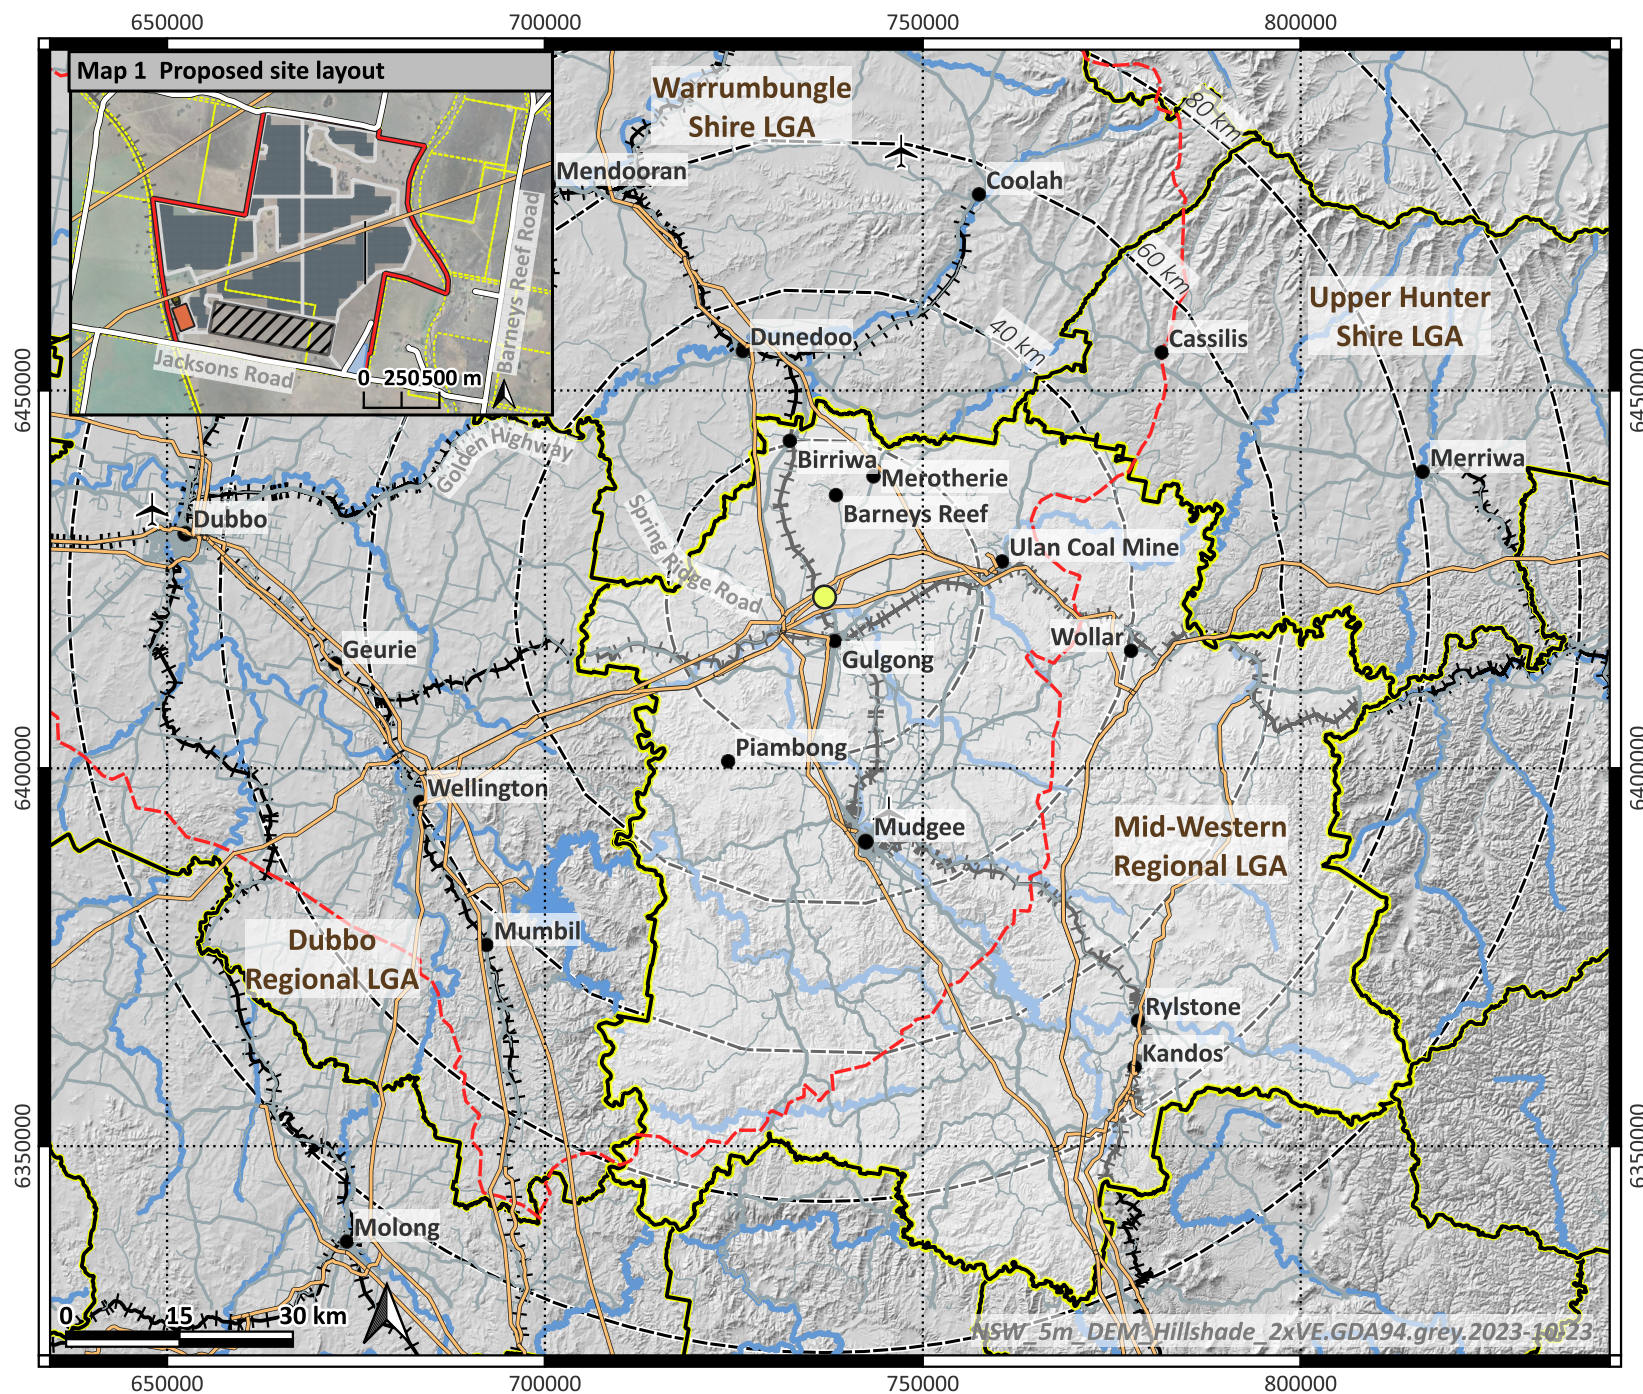 650000
700000
750000
800000
Map 1 Proposed site layout
Barneys Reef Road
Jacksons Road
0 250 500 m
Warrumbungle
Shire LGA
80 km
Mendooran
Coolah
60 km
Upper Hunter
Shire LGA
40 km
Dunedoo
Cassilis
6450000
6450000
Golden Highway
Birriwa
Merotherie
Merriwa
Barneys Reef
Dubbo
Spring Ridge Road
Ulan Coal Mine
Geurie
Gulgong
Wollar
Piambong
6400000
6400000
Wellington
Mudgee
Mid-Western
Regional LGA
Dubbo
Regional LGA
Mumbil
Rylstone
Kandos
6350000
6350000
Molong
0 15 30 km
NSW_5m_DEM_Hillshade_2xVE.GDA94.grey.2023-10-23
650000
700000
750000
800000